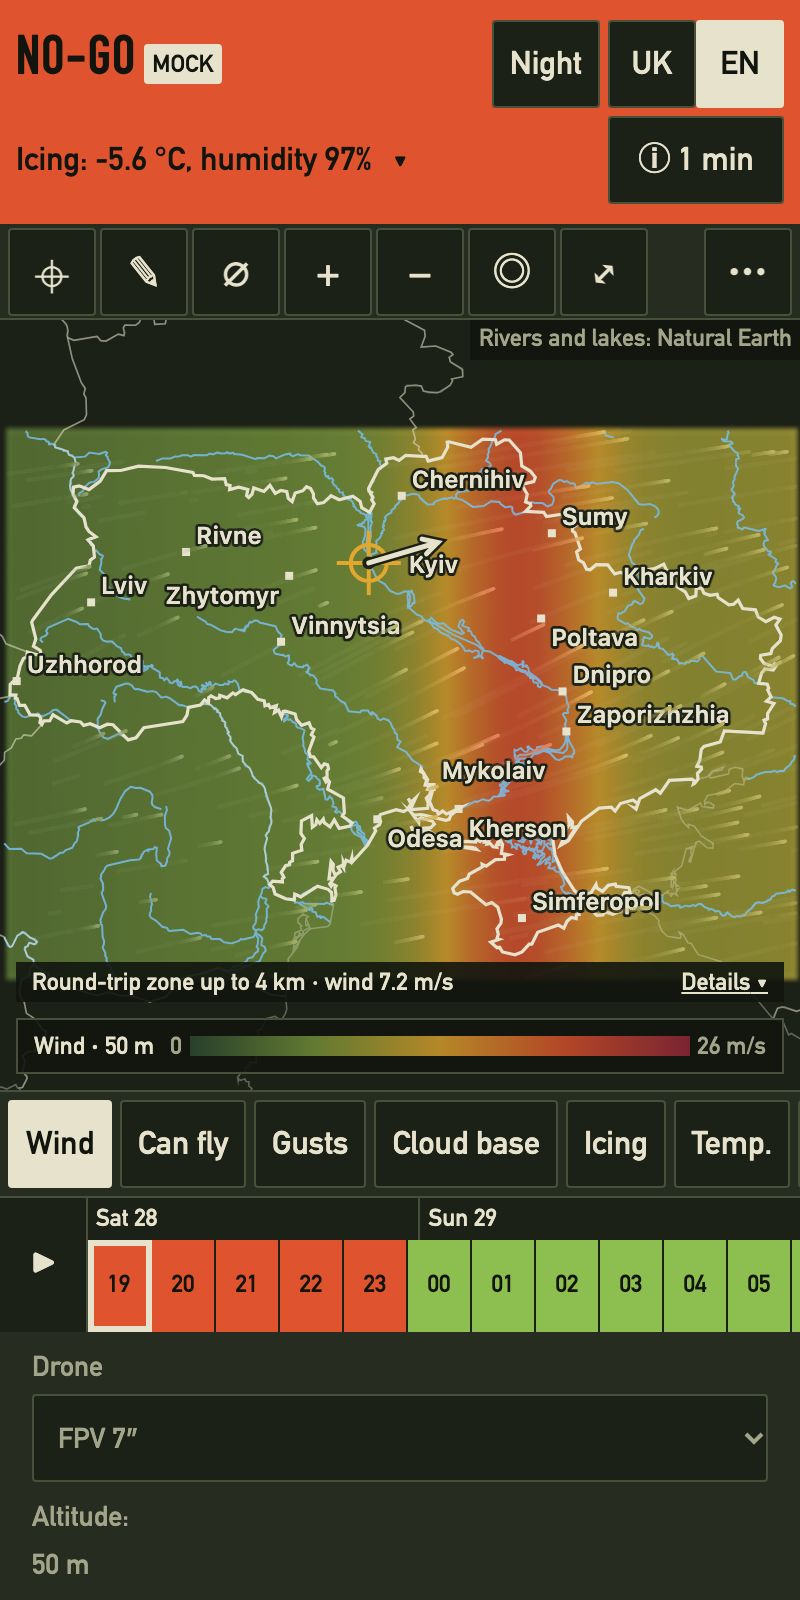 NO-GO MOCK Night UK EN
Icing: -5.6 °C, humidity 97% ▼ ⓘ 1 min
⌀ + − •••
Rivers and lakes: Natural Earth
Chernihiv
Sumy
Rivne
Kyiv
Kharkiv
Lviv
Zhytomyr
Vinnytsia
Poltava
Uzhhorod
Dnipro
Zaporizhzhia
Mykolaiv
Odesa
Kherson
Simferopol
Round-trip zone up to 4 km · wind 7.2 m/s Details ▾
Wind · 50 m 0 26 m/s
Wind Can fly Gusts Cloud base Icing Temp.
Sat 28 Sun 29
19 20 21 22 23 00 01 02 03 04 05
Drone
FPV 7″
Altitude:
50 m